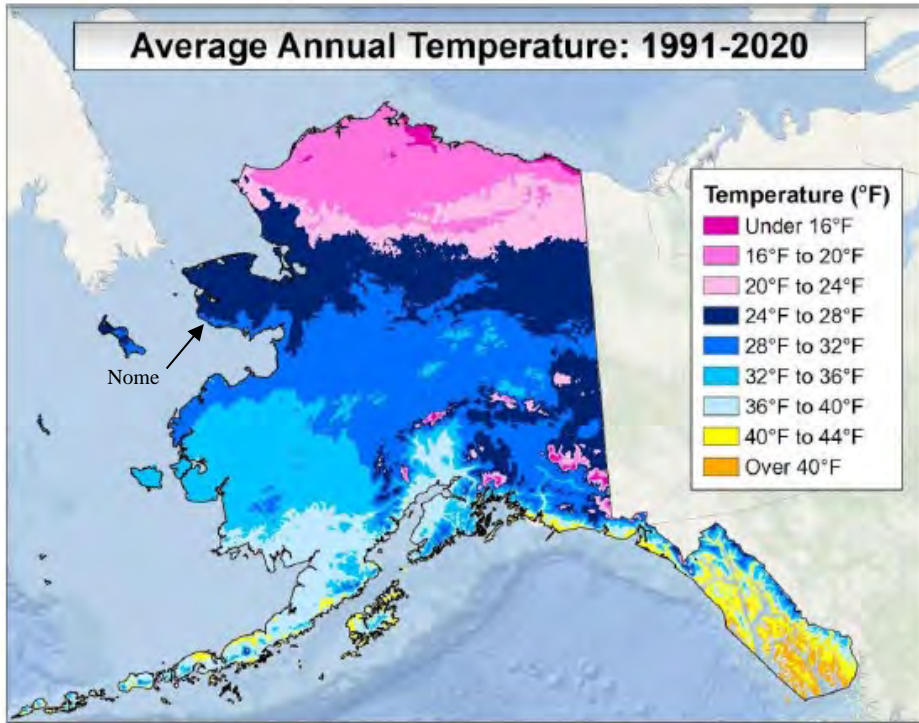 Average Annual Temperature: 1991-2020
Temperature (°F)
Under 16°F
16°F to 20°F
20°F to 24°F
24°F to 28°F
28°F to 32°F
32°F to 36°F
36°F to 40°F
40°F to 44°F
Over 40°F
Nome